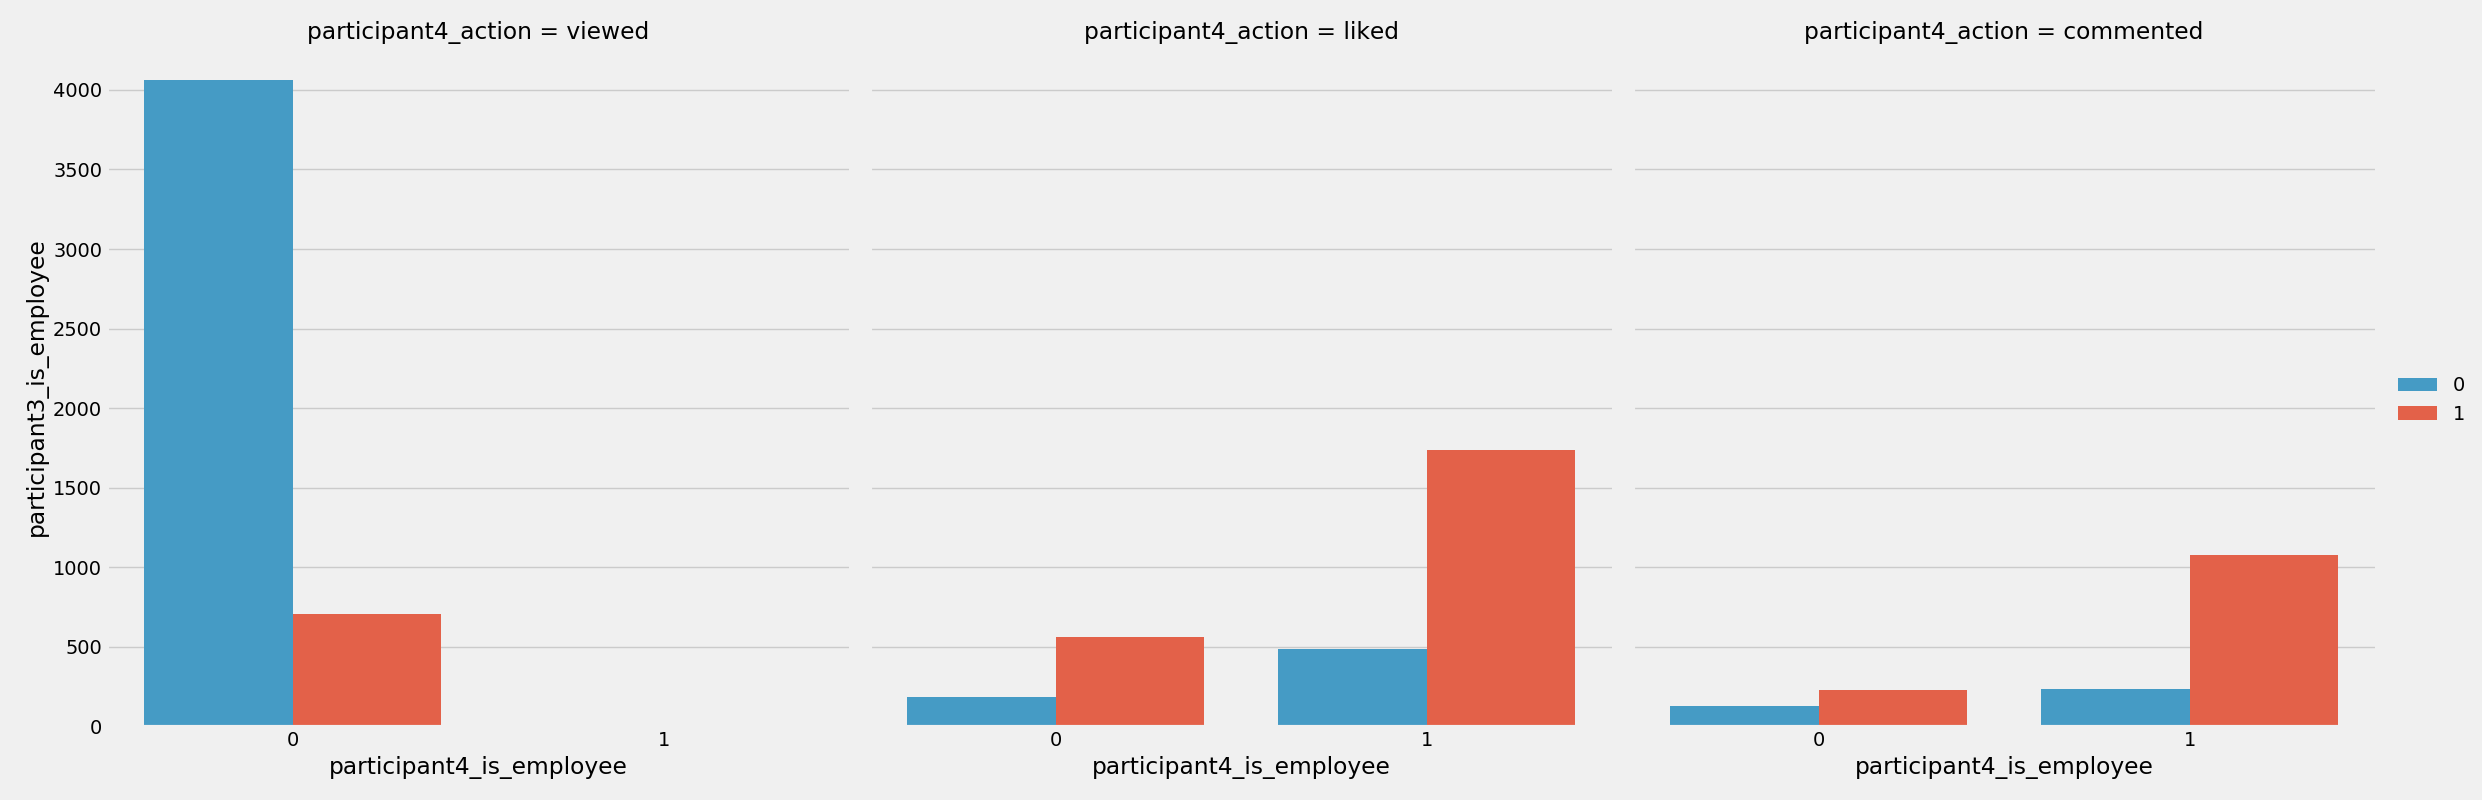 participant4_action = viewed
participant4_action = liked
participant4_action = commented
participant3_is_employee
4000
3500
3000
2500
2000
1500
1000
500
0
0
1
0
1
0
1
participant4_is_employee
participant4_is_employee
participant4_is_employee
0
1